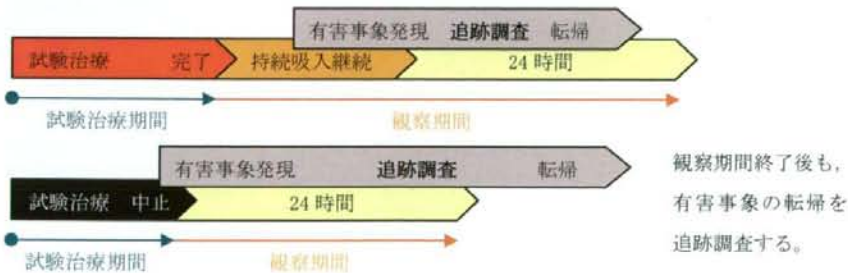 有害事象発現 追跡調査 転帰
試験治療 完了 持続吸入継続 24時間
試験治療期間 観察期間
有害事象発現 追跡調査 転帰
試験治療 中止 24時間
試験治療期間 観察期間
観察期間終了後も，
有害事象の転帰を
追跡調査する。